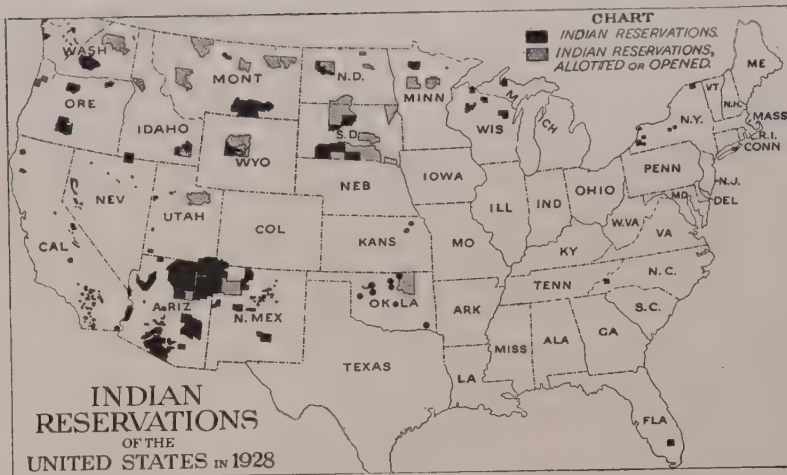 CHART
INDIAN RESERVATIONS.
INDIAN RESERVATIONS,
ALLOTTED OR OPENED.
WASH
MONT
N.D.
MINN
ME
VT
N.H.
ORE
IDAHO
WYO
S.D.
WIS
MICH
N.Y.
MASS
R.I.
CONN
NEB
IOWA
PENN
N.J.
NEV
UTAH
COL
ILL
IND
OHIO
MD
DEL
W.VA
VA
CAL
KANS
MO
KY
N.C.
TENN
ARIZ
N.MEX
OKLA
ARK
S.C.
MISS
ALA
GA
TEXAS
LA
FLA
INDIAN
RESERVATIONS
OF THE
UNITED STATES IN 1928